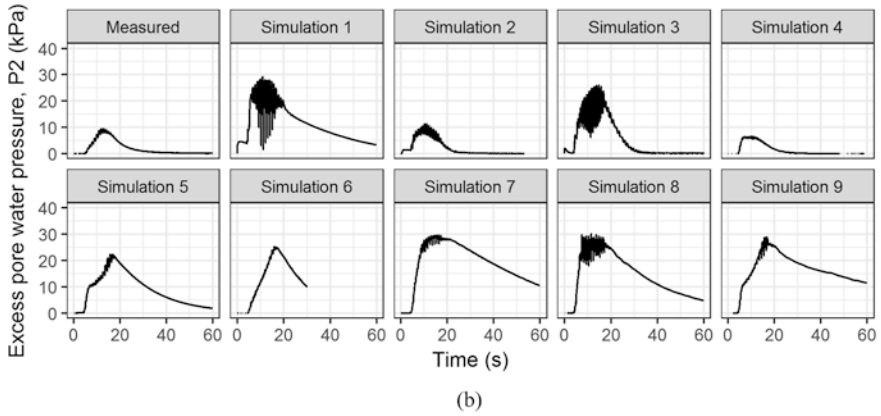 Excess pore water pressure, P2 (kPa)
Measured Simulation 1 Simulation 2 Simulation 3 Simulation 4
40
30
20
10
0
Simulation 5 Simulation 6 Simulation 7 Simulation 8 Simulation 9
40
30
20
10
0
0 20 40 60 0 20 40 60 0 20 40 60 0 20 40 60 0 20 40 60
Time (s)
(b)